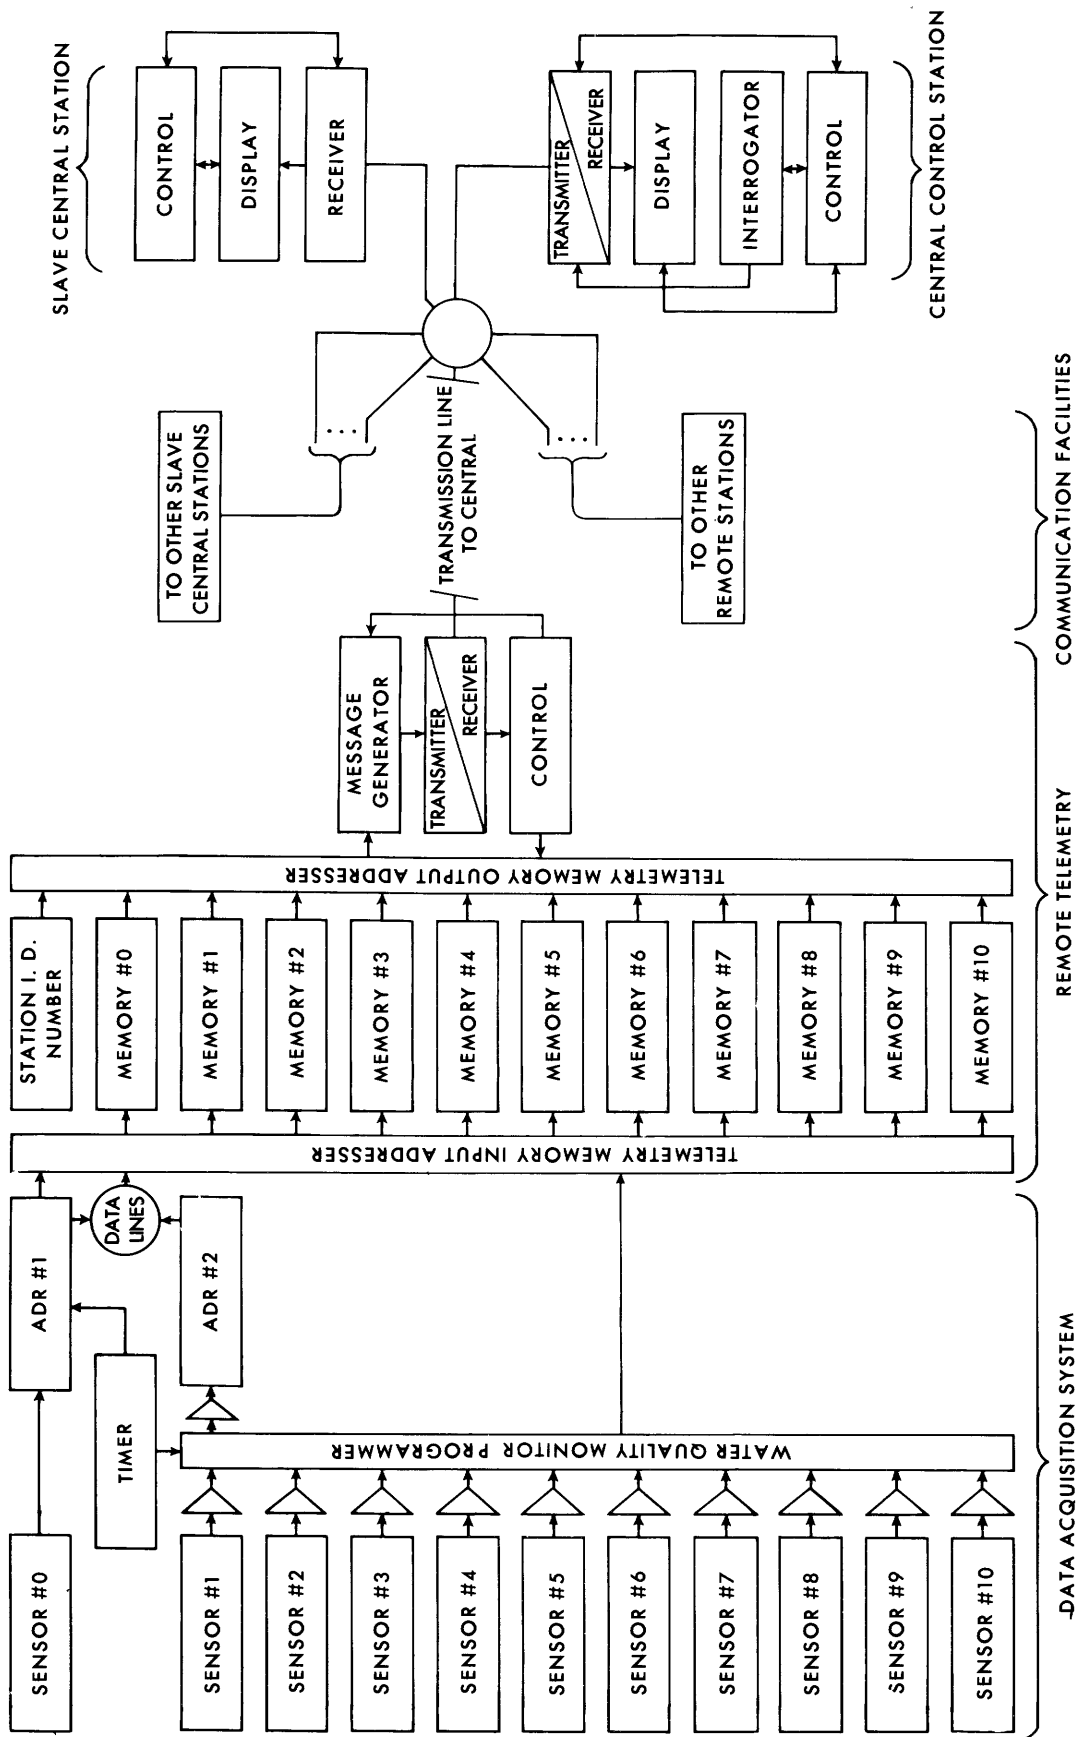 SENSOR #0
SENSOR #1
SENSOR #2
SENSOR #3
SENSOR #4
SENSOR #5
SENSOR #6
SENSOR #7
SENSOR #8
SENSOR #9
SENSOR #10
TIMER
WATER QUALITY MONITOR PROGRAMMER
ADR #1
ADR #2
DATA
LINES
DATA ACQUISITION SYSTEM
TELEMETRY MEMORY INPUT ADDRESSER
STATION I. D.
NUMBER
MEMORY #0
MEMORY #1
MEMORY #2
MEMORY #3
MEMORY #4
MEMORY #5
MEMORY #6
MEMORY #7
MEMORY #8
MEMORY #9
MEMORY #10
TELEMETRY MEMORY OUTPUT ADDRESSER
MESSAGE
GENERATOR
TRANSMITTER
RECEIVER
CONTROL
REMOTE TELEMETRY
TO OTHER SLAVE
CENTRAL STATIONS
TRANSMISSION LINE
TO CENTRAL
TO OTHER
REMOTE STATIONS
COMMUNICATION FACILITIES
SLAVE CENTRAL STATION
CONTROL
DISPLAY
RECEIVER
TRANSMITTER
RECEIVER
DISPLAY
INTERROGATOR
CONTROL
CENTRAL CONTROL STATION